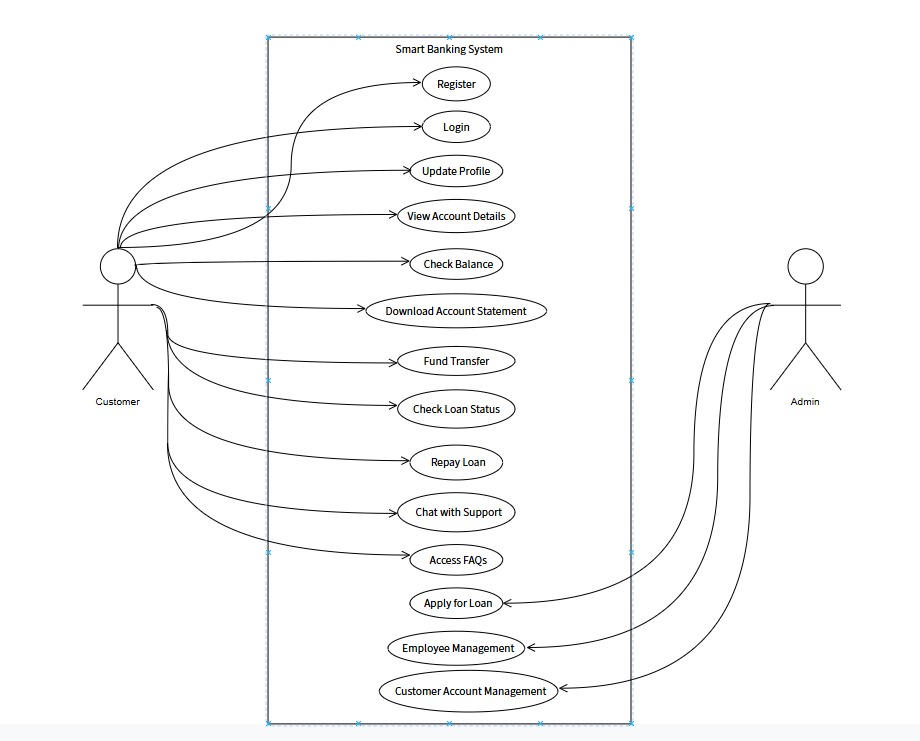 Smart Banking System
Register
Login
Update Profile
View Account Details
Check Balance
Download Account Statement
Fund Transfer
Check Loan Status
Customer
Admin
Repay Loan
Chat with Support
Access FAQs
Apply for Loan
Employee Management
Customer Account Management